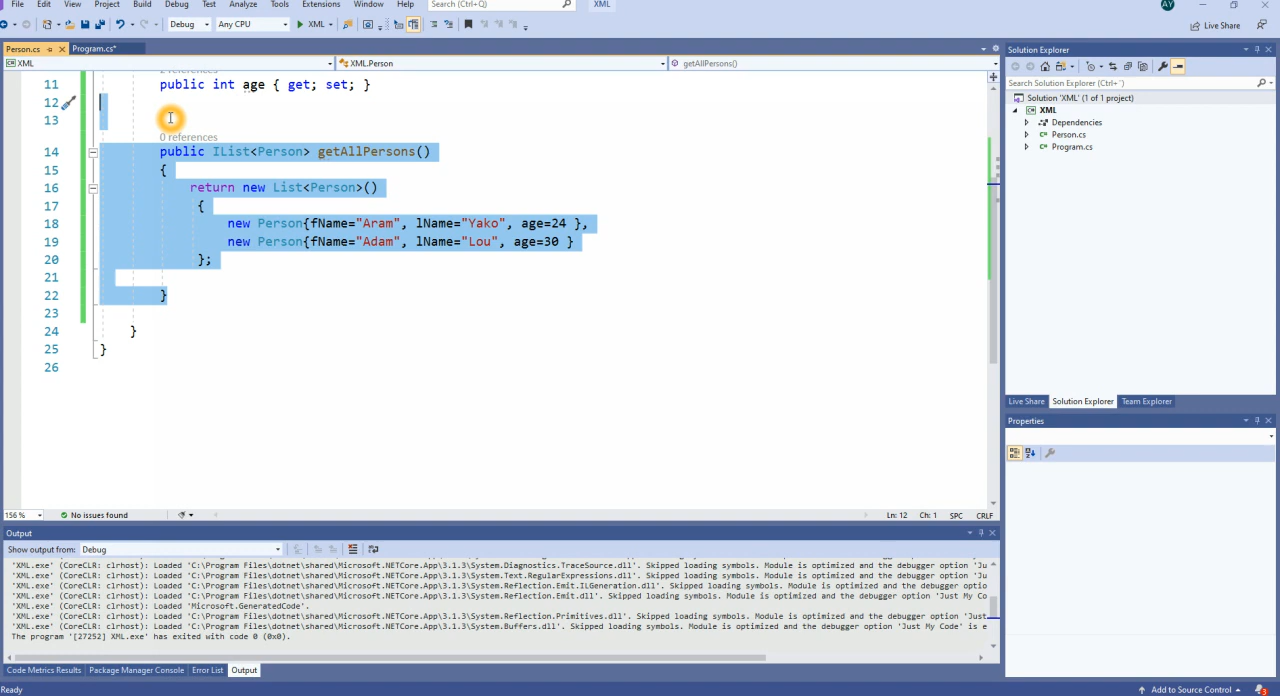 File Edit View Project Build Debug Test Analyze Tools Extensions Window Help Search (Ctrl+Q) XML AY
Debug Any CPU XML Live Share
Person.cs Program.cs* Solution Explorer
XML XML.Person getAllPersons()
Search Solution Explorer (Ctrl+¨)
Solution 'XML' (1 of 1 project)
XML
Dependencies
Person.cs
Program.cs
11 public int age { get; set; }
12
13
0 references
14 public IList<Person> getAllPersons()
15 {
16 return new List<Person>()
17 {
18 new Person{fName="Aram", lName="Yako", age=24 },
19 new Person{fName="Adam", lName="Lou", age=30 }
20 };
21
22 }
23
24 }
25 }
26
Live Share Solution Explorer Team Explorer
Properties
156 % No issues found Ln: 12 Ch: 1 SPC CRLF
Output
Show output from: Debug
'XML.exe' (CoreCLR: clrhost): Loaded 'C:\Program Files\dotnet\shared\Microsoft.NETCore.App\3.1.3\System.Diagnostics.TraceSource.dll'. Skipped loading symbols. Module is optimized and the debugger option 'Ju
'XML.exe' (CoreCLR: clrhost): Loaded 'C:\Program Files\dotnet\shared\Microsoft.NETCore.App\3.1.3\System.Text.RegularExpressions.dll'. Skipped loading symbols. Module is optimized and the debugger option 'J
'XML.exe' (CoreCLR: clrhost): Loaded 'C:\Program Files\dotnet\shared\Microsoft.NETCore.App\3.1.3\System.Reflection.Emit.ILGeneration.dll'. Skipped loading symbols. Module is optimized and the debugger opti
'XML.exe' (CoreCLR: clrhost): Loaded 'C:\Program Files\dotnet\shared\Microsoft.NETCore.App\3.1.3\System.Reflection.Emit.dll'. Skipped loading symbols. Module is optimized and the debugger option 'Just My Co
'XML.exe' (CoreCLR: clrhost): Loaded 'Microsoft.GeneratedCode'.
'XML.exe' (CoreCLR: clrhost): Loaded 'C:\Program Files\dotnet\shared\Microsoft.NETCore.App\3.1.3\System.Reflection.Primitives.dll'. Skipped loading symbols. Module is optimized and the debugger option 'Just
'XML.exe' (CoreCLR: clrhost): Loaded 'C:\Program Files\dotnet\shared\Microsoft.NETCore.App\3.1.3\System.Buffers.dll'. Skipped loading symbols. Module is optimized and the debugger option 'Just My Code' is e
The program '[27252] XML.exe' has exited with code 0 (0x0).
Code Metrics Results Package Manager Console Error List Output
Ready Add to Source Control 3